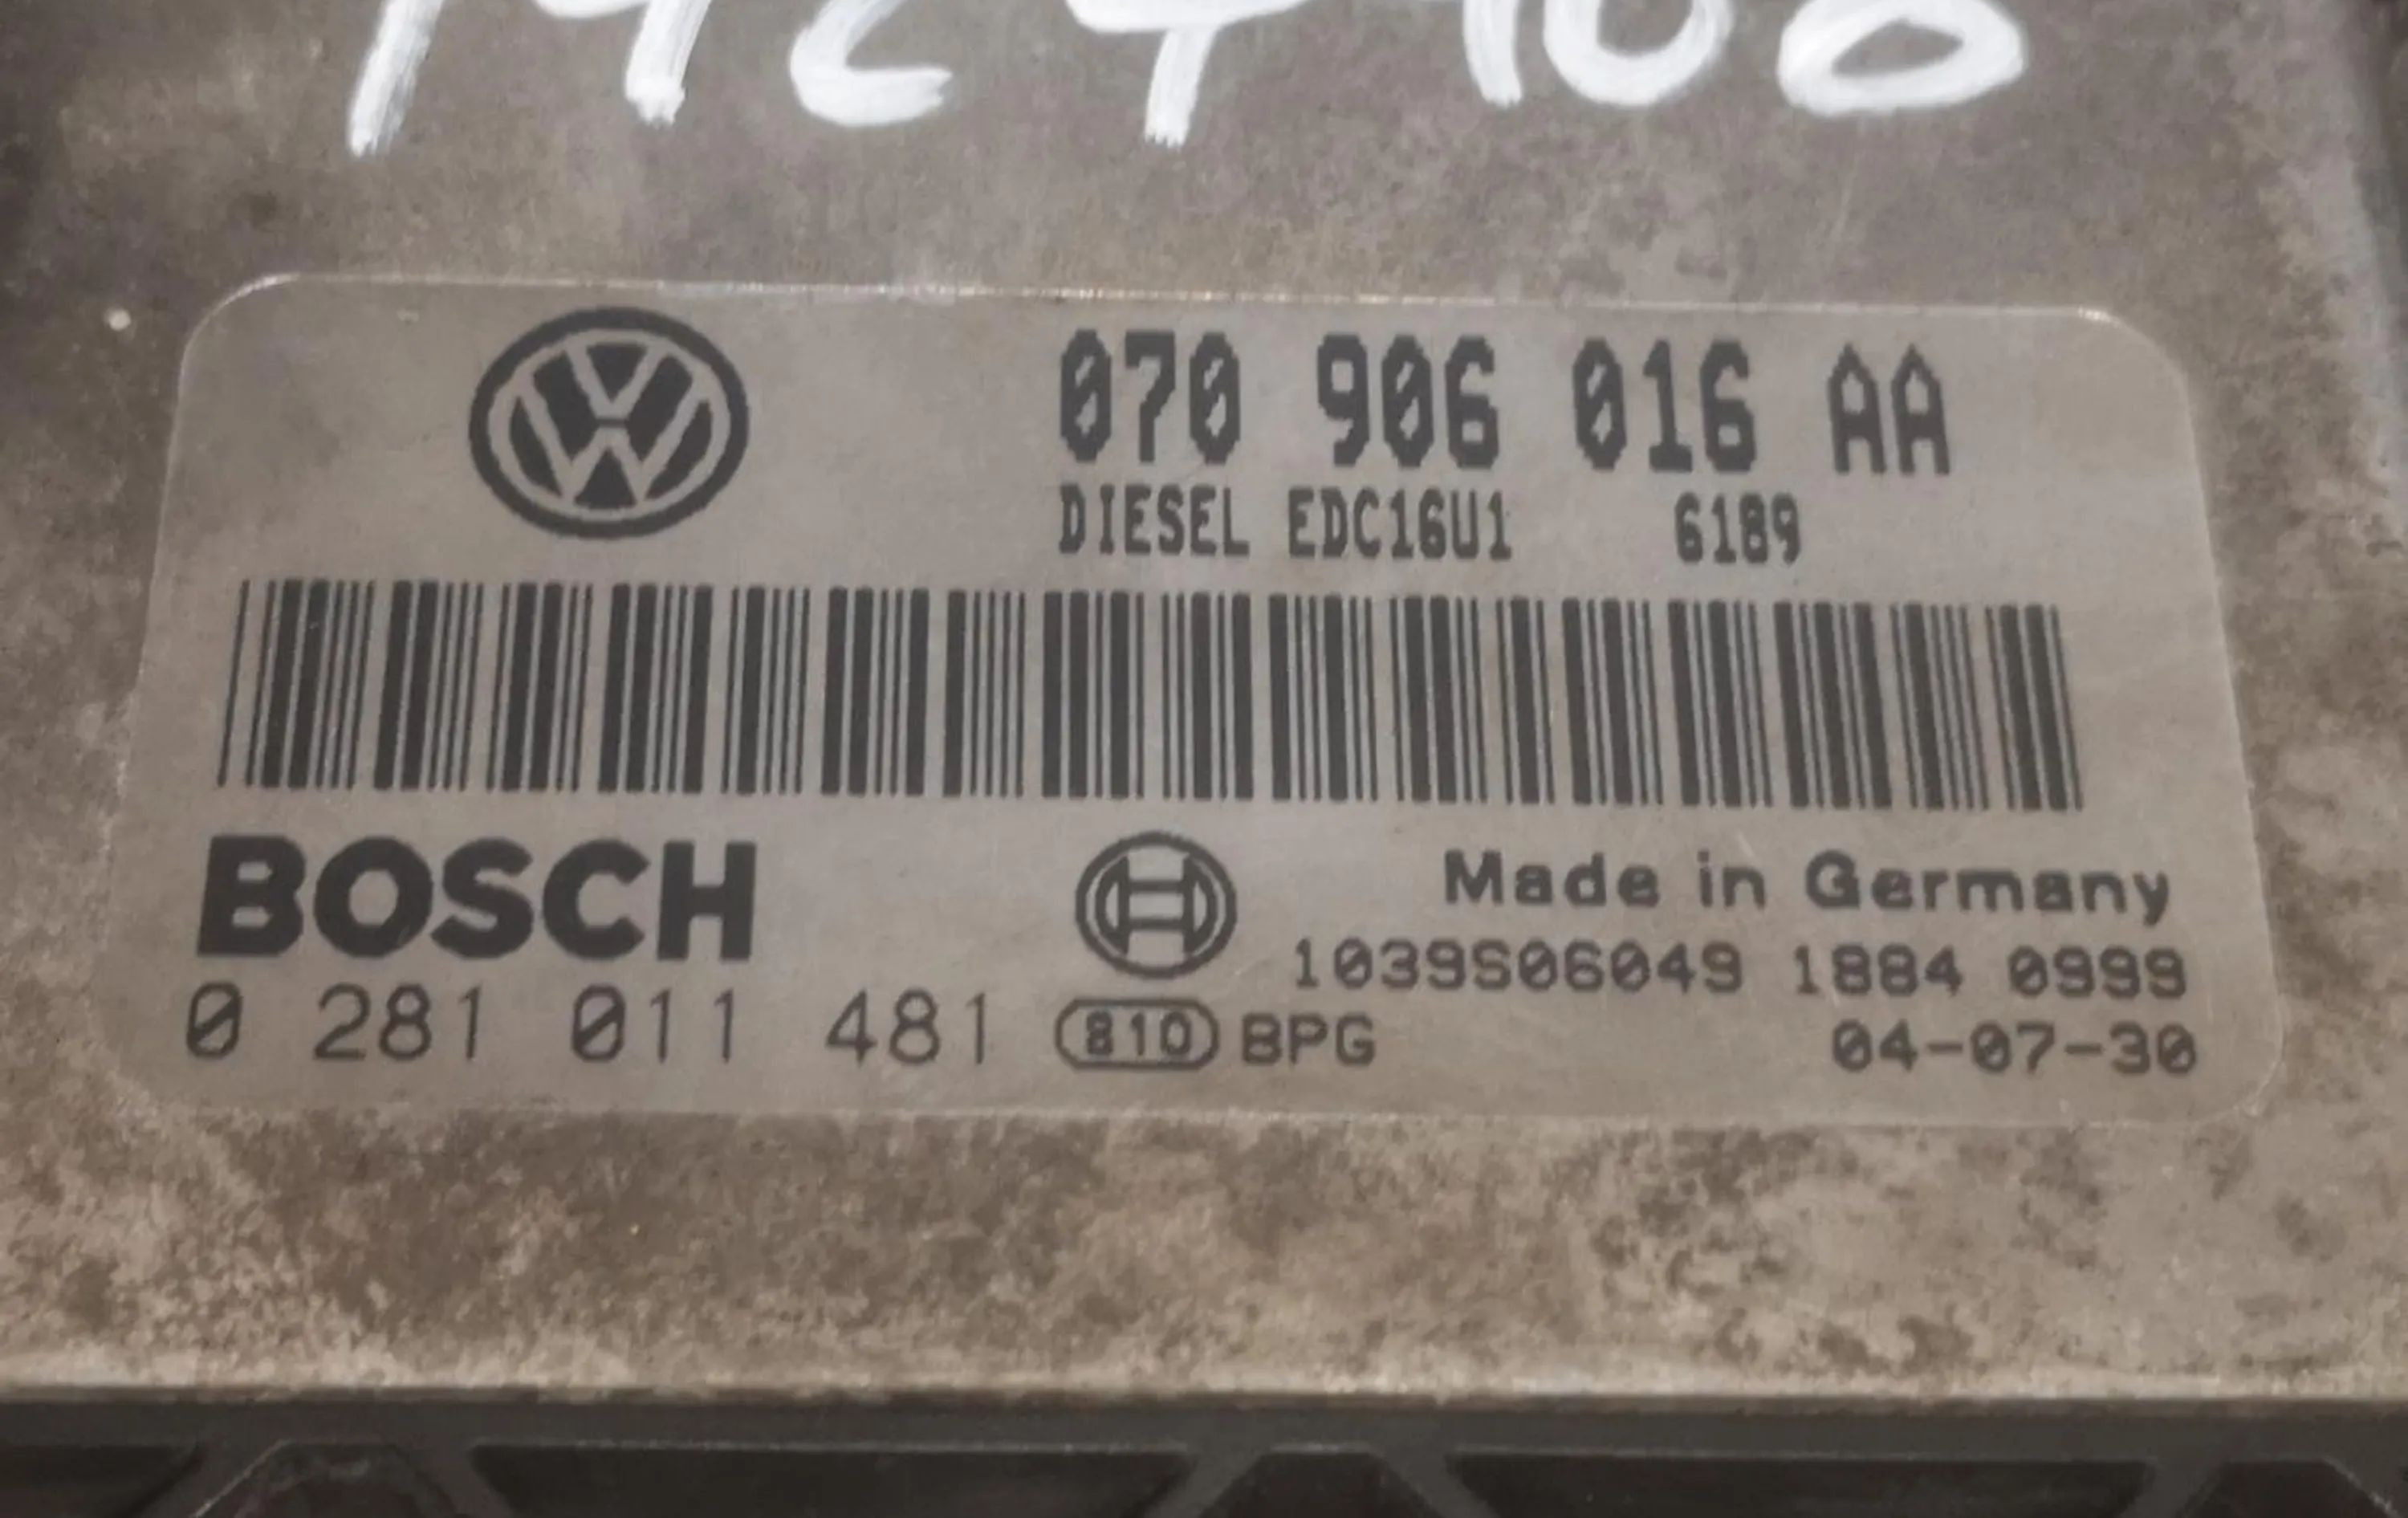 070 906 016 AA
DIESEL EDC16U1 6189
BOSCH
Made in Germany
1039S06049 1884 0999
0 281 011 481 810 BPG 04-07-30